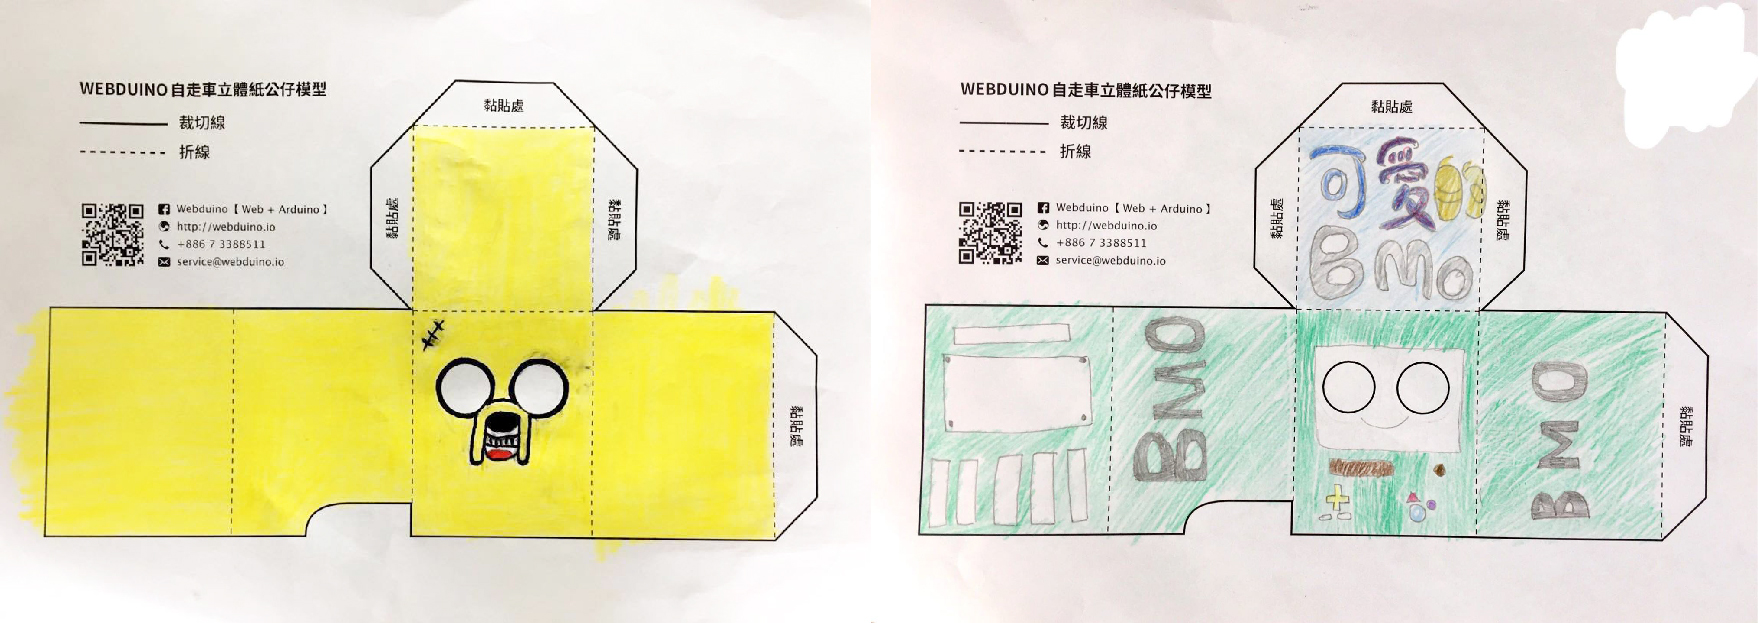 WEBDUINO 自走車立體紙公仔模型
裁切線
折線
Webduino【 Web + Arduino 】
http://webduino.io
+886 7 3388511
service@webduino.io
黏貼處
黏貼處
黏貼處
黏貼處
WEBDUINO 自走車立體紙公仔模型
裁切線
折線
Webduino【 Web + Arduino 】
http://webduino.io
+886 7 3388511
service@webduino.io
黏貼處
黏貼處
黏貼處
可愛的
BMO
BMO
BMO
黏貼處